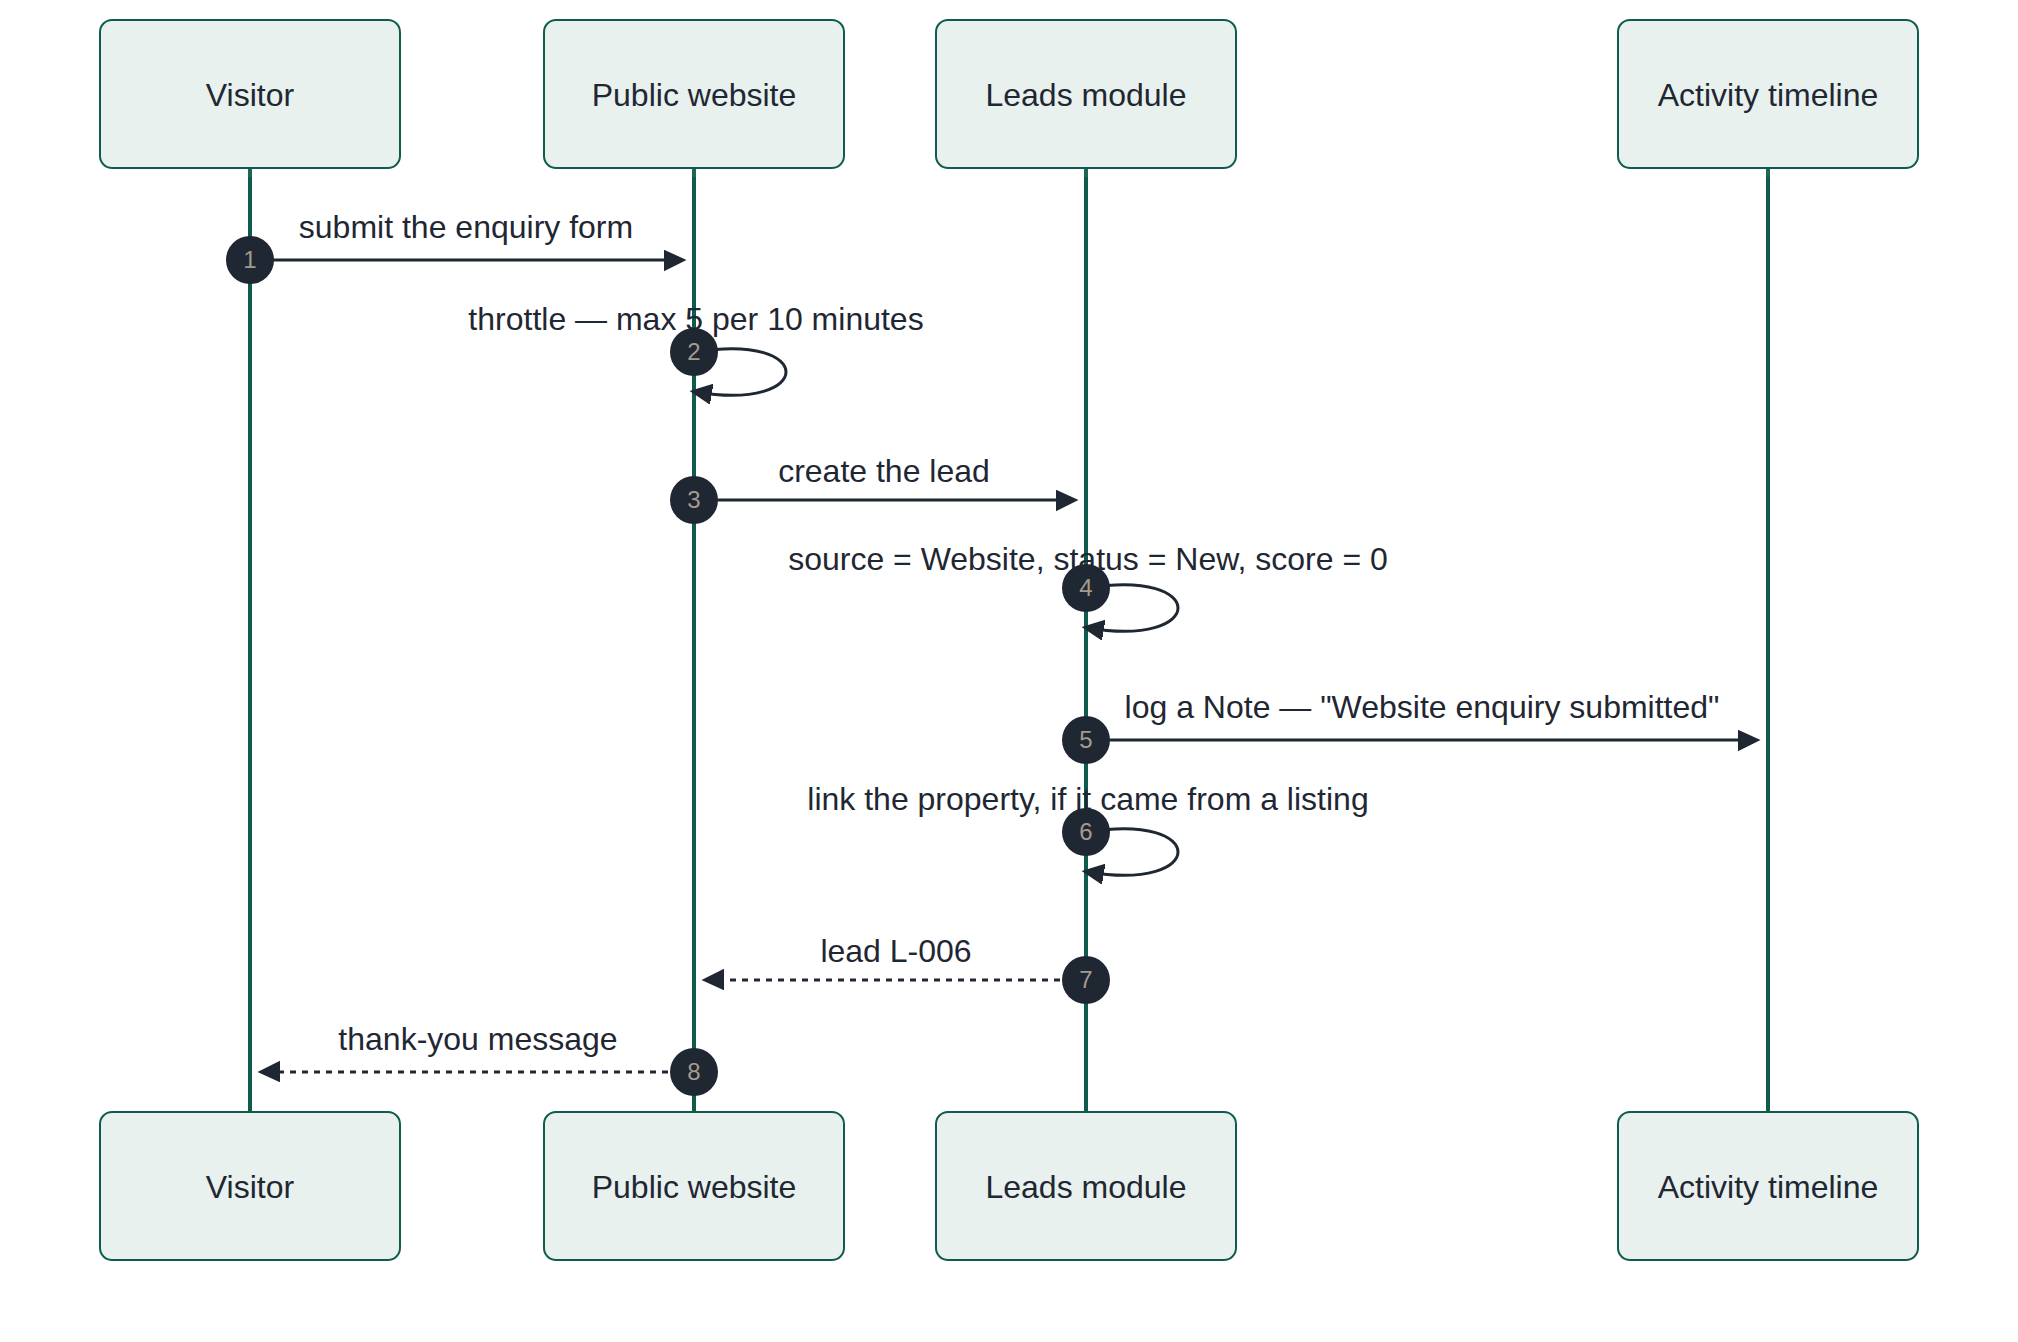 Visitor
Public website
Leads module
Activity timeline
submit the enquiry form
1
throttle — max 5 per 10 minutes
2
create the lead
3
source = Website, status = New, score = 0
4
log a Note — "Website enquiry submitted"
5
link the property, if it came from a listing
6
lead L-006
7
thank-you message
8
Visitor
Public website
Leads module
Activity timeline